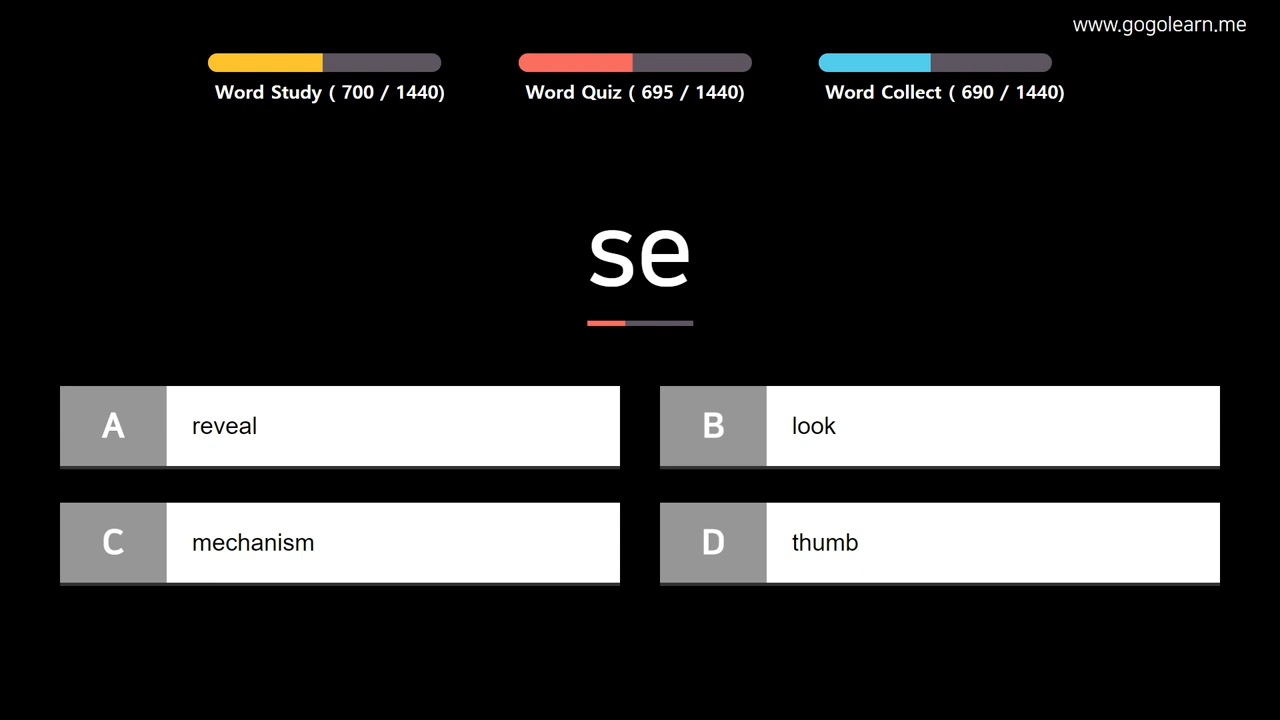 www.gogolearn.me
Word Study ( 700 / 1440)
Word Quiz ( 695 / 1440)
Word Collect ( 690 / 1440)
se
A reveal
B look
C mechanism
D thumb